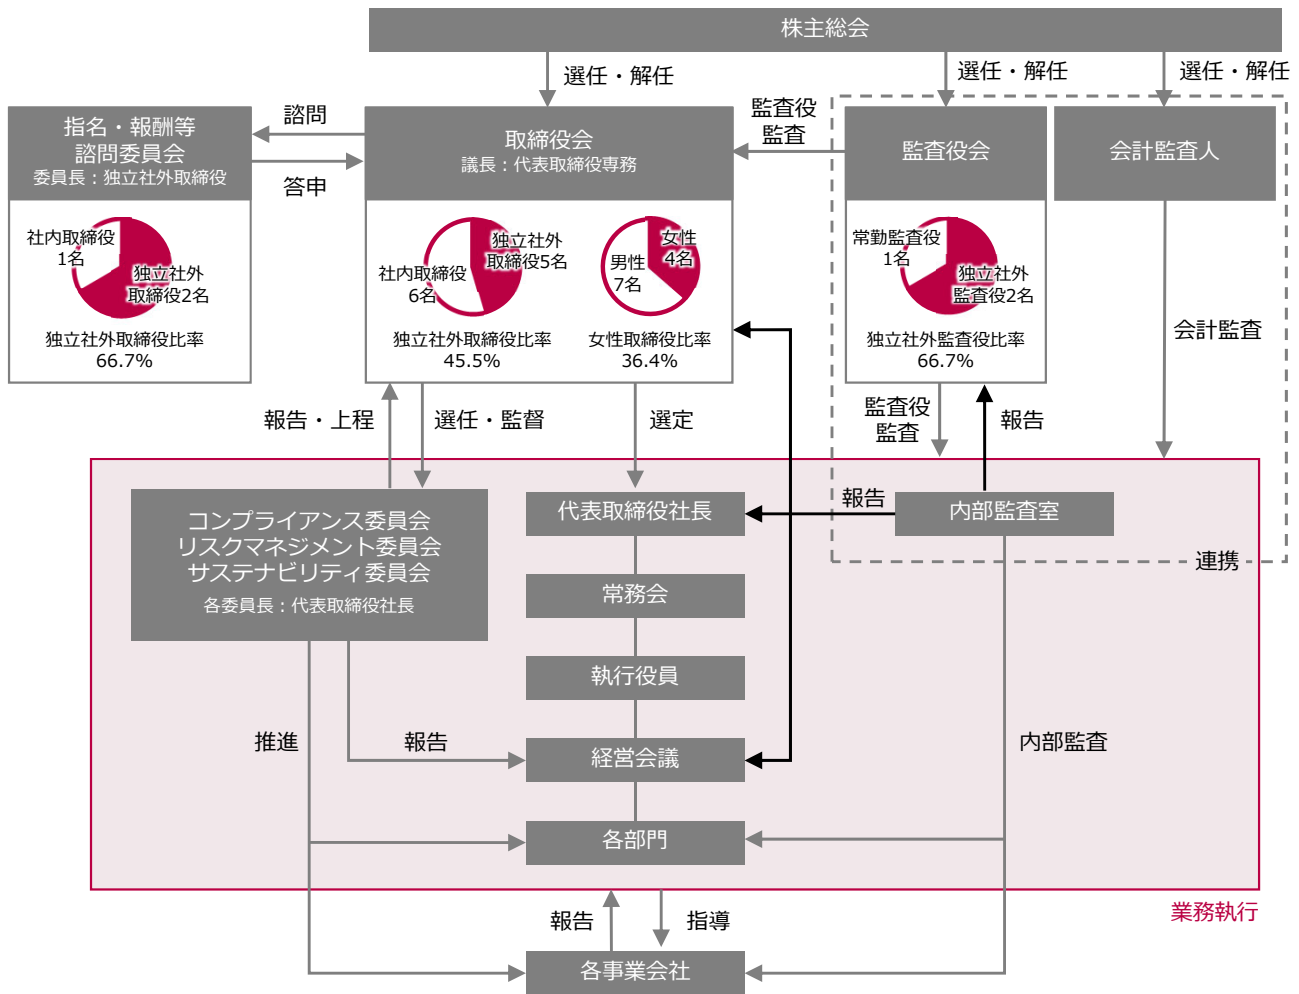 株主総会
選任・解任
選任・解任
選任・解任
指名・報酬等
諮問委員会
委員長：独立社外取締役
諮問
答申
取締役会
議長：代表取締役専務
監査役
監査
監査役会
会計監査人
社内取締役
1名
独立社外
取締役2名
独立社外取締役比率
66.7%
独立社外
取締役5名
社内取締役
6名
独立社外取締役比率
45.5%
女性
4名
男性
7名
女性取締役比率
36.4%
常勤監査役
1名
独立社外
監査役2名
独立社外監査役比率
66.7%
会計監査
報告・上程
選任・監督
選定
監査役
監査
報告
コンプライアンス委員会
リスクマネジメント委員会
サステナビリティ委員会
各委員長：代表取締役社長
代表取締役社長
報告
内部監査室
連携
常務会
執行役員
推進
報告
経営会議
内部監査
各部門
業務執行
報告
指導
各事業会社